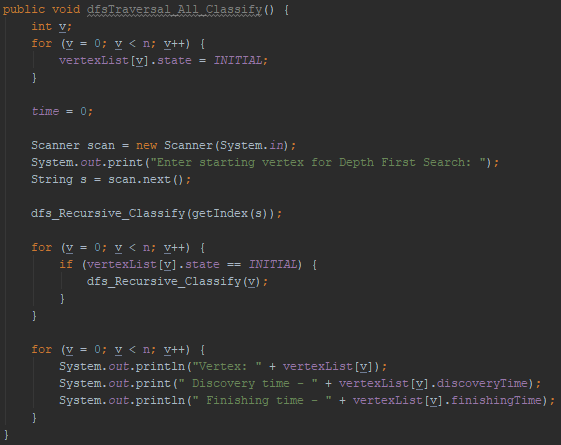 public void dfsTraversal_All_Classify() {
    int v;
    for (v = 0; v < n; v++) {
        vertexList[v].state = INITIAL;
    }

    time = 0;

    Scanner scan = new Scanner(System.in);
    System.out.print("Enter starting vertex for Depth First Search: ");
    String s = scan.next();

    dfs_Recursive_Classify(getIndex(s));

    for (v = 0; v < n; v++) {
        if (vertexList[v].state == INITIAL) {
            dfs_Recursive_Classify(v);
        }
    }

    for (v = 0; v < n; v++) {
        System.out.println("Vertex: " + vertexList[v]);
        System.out.print(" Discovery time - " + vertexList[v].discoveryTime);
        System.out.println(" Finishing time - " + vertexList[v].finishingTime);
    }
}